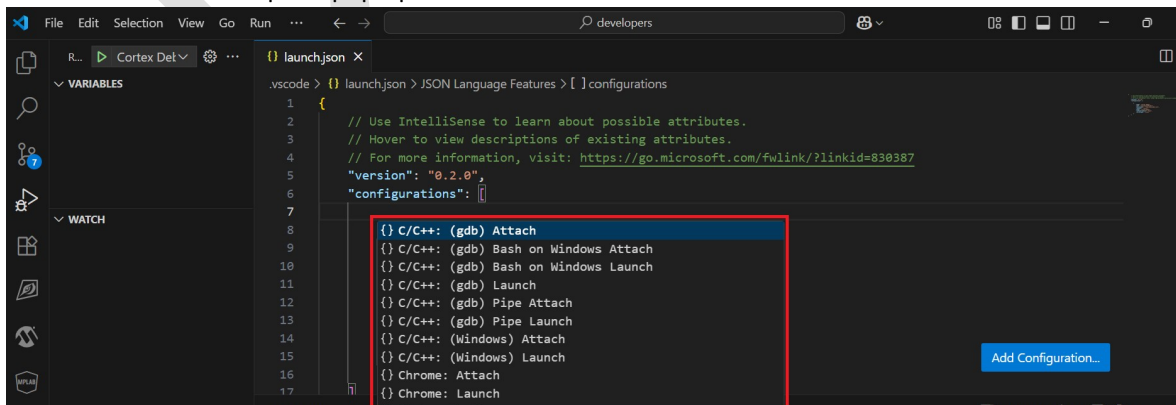 File Edit Selection View Go Run ··· ← → developers
R... Cortex Det
launch.json ×
VARIABLES
.vscode > {} launch.json > JSON Language Features > [ ] configurations
1 {
2 // Use IntelliSense to learn about possible attributes.
3 // Hover to view descriptions of existing attributes.
4 // For more information, visit: https://go.microsoft.com/fwlink/?linkid=830387
5 "version": "0.2.0",
6 "configurations": [
7
WATCH
8 {} C/C++: (gdb) Attach
9 {} C/C++: (gdb) Bash on Windows Attach
10 {} C/C++: (gdb) Bash on Windows Launch
11 {} C/C++: (gdb) Launch
12 {} C/C++: (gdb) Pipe Attach
13 {} C/C++: (gdb) Pipe Launch
14 {} C/C++: (Windows) Attach
15 {} C/C++: (Windows) Launch
16 {} Chrome: Attach
17 ] {} Chrome: Launch
Add Configuration...
7
MPLAB